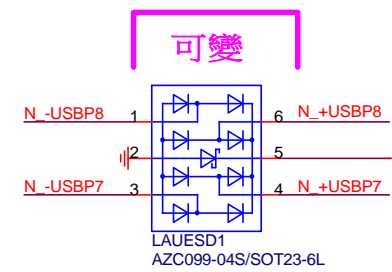 可變
N_-USBP8 1 6 N_+USBP8
2 5
N_-USBP7 3 4 N_+USBP7
LAUESD1
AZC099-04S/SOT23-6L